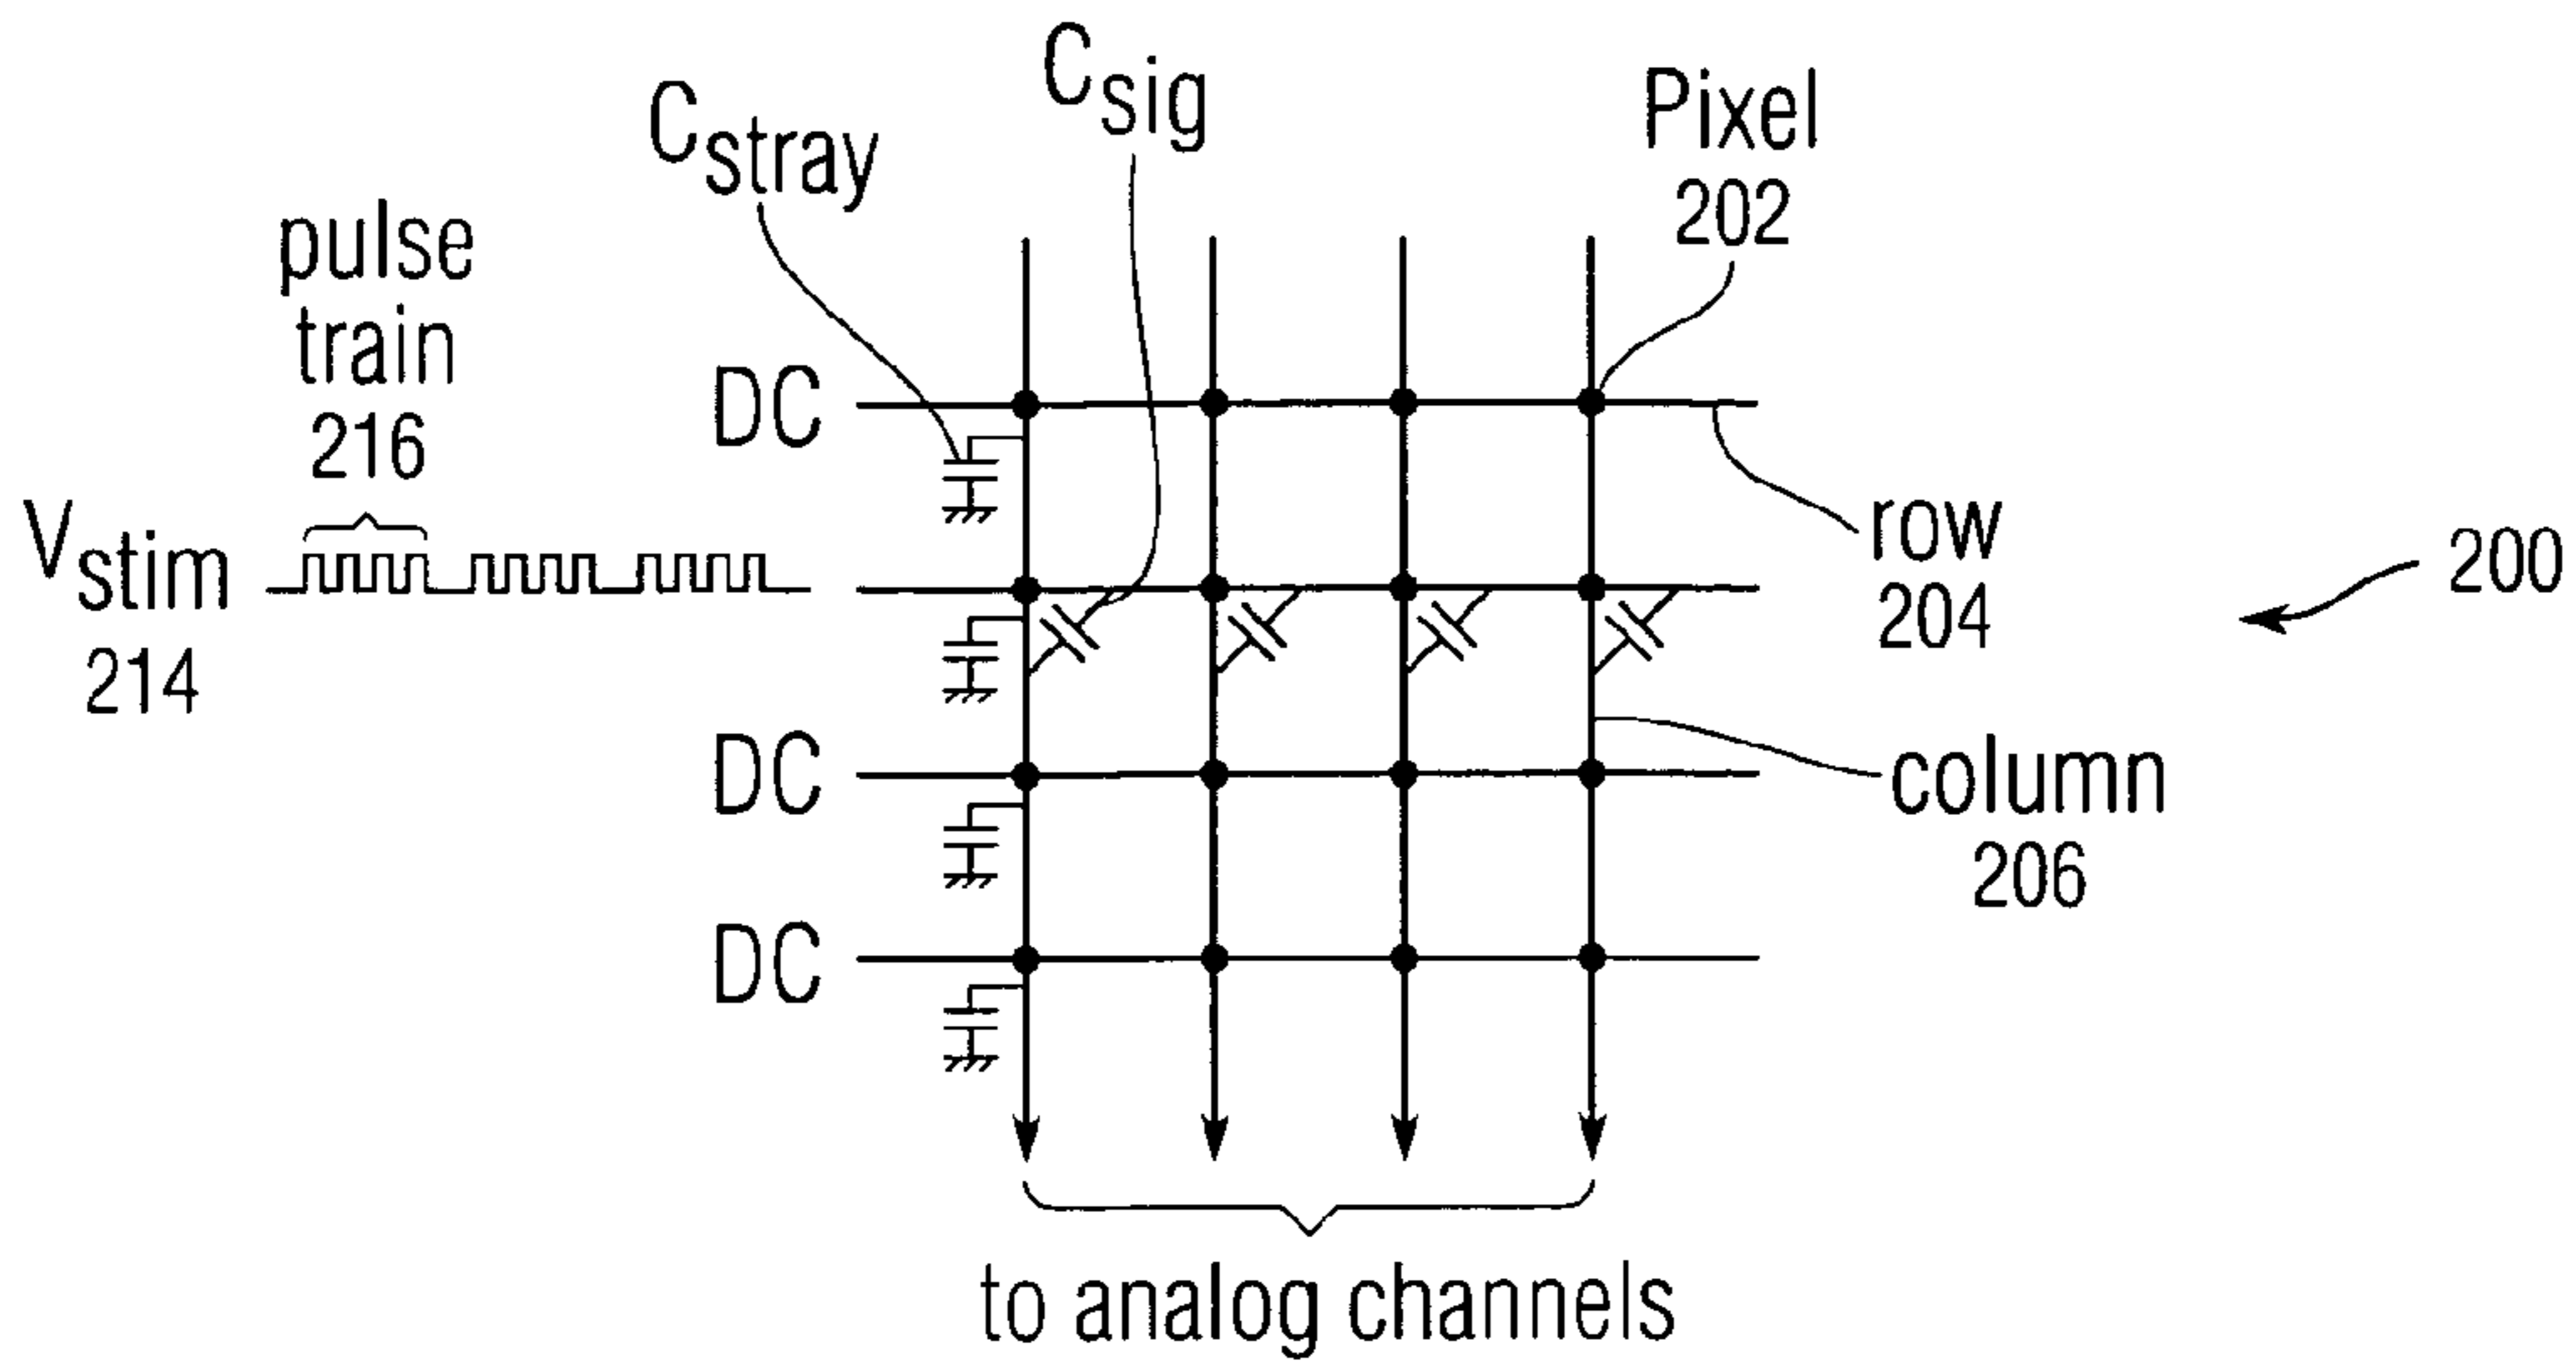 Csig
Cstray
Pixel
202
pulse
train
216
DC
Vstim
214
row
204
200
DC
column
206
DC
to analog channels